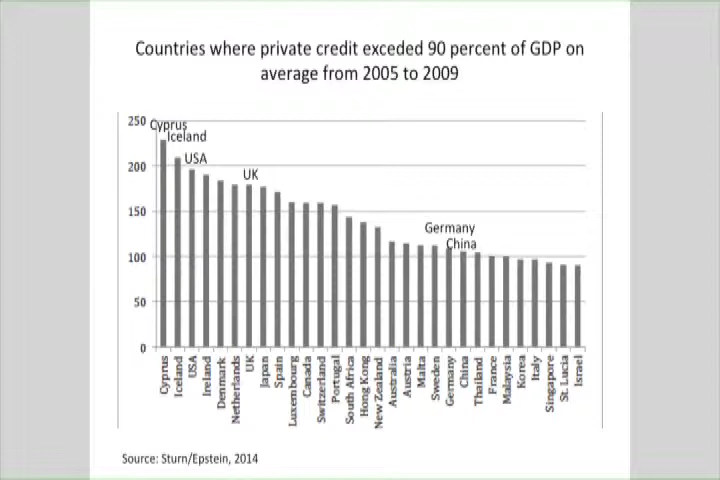 Countries where private credit exceded 90 percent of GDP on
average from 2005 to 2009
250
200
150
100
50
0
Cyprus
Iceland
USA
UK
Germany
China
Cyprus
Iceland
USA
Ireland
Denmark
Netherlands
UK
Japan
Spain
Luxembourg
Canada
Switzerland
Portugal
South Africa
Hong Kong
New Zealand
Australia
Austria
Malta
Sweden
Germany
China
Thailand
France
Malaysia
Korea
Italy
Singapore
St. Lucia
Israel
Source: Sturn/Epstein, 2014